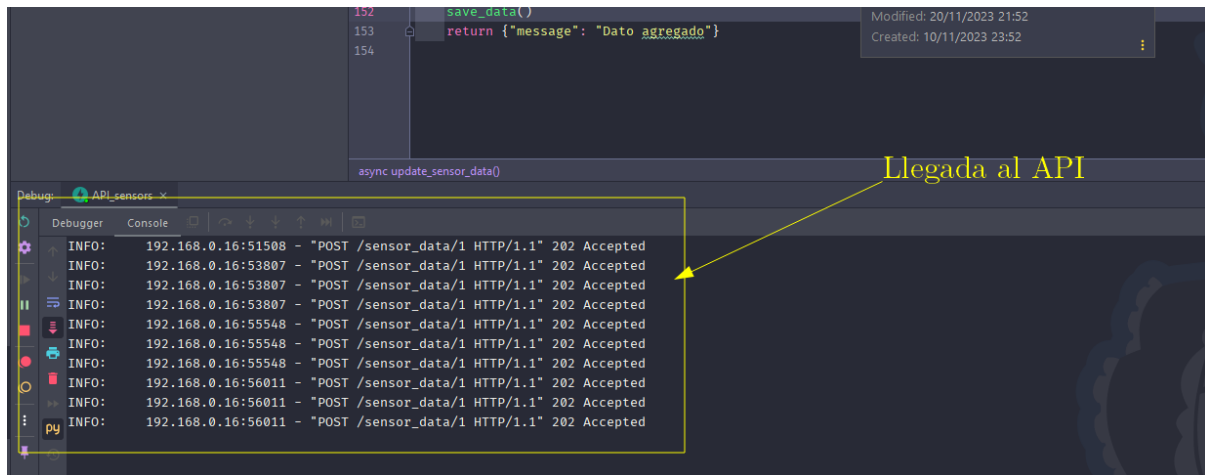 152 save_data()
153 return {"message": "Dato agregado"}
154
Modified: 20/11/2023 21:52
Created: 10/11/2023 23:52
async update_sensor_data()
Llegada al API
Debug: API_sensors ×
Debugger Console
INFO: 192.168.0.16:51508 - "POST /sensor_data/1 HTTP/1.1" 202 Accepted
INFO: 192.168.0.16:53807 - "POST /sensor_data/1 HTTP/1.1" 202 Accepted
INFO: 192.168.0.16:53807 - "POST /sensor_data/1 HTTP/1.1" 202 Accepted
INFO: 192.168.0.16:53807 - "POST /sensor_data/1 HTTP/1.1" 202 Accepted
INFO: 192.168.0.16:55548 - "POST /sensor_data/1 HTTP/1.1" 202 Accepted
INFO: 192.168.0.16:55548 - "POST /sensor_data/1 HTTP/1.1" 202 Accepted
INFO: 192.168.0.16:55548 - "POST /sensor_data/1 HTTP/1.1" 202 Accepted
INFO: 192.168.0.16:56011 - "POST /sensor_data/1 HTTP/1.1" 202 Accepted
INFO: 192.168.0.16:56011 - "POST /sensor_data/1 HTTP/1.1" 202 Accepted
INFO: 192.168.0.16:56011 - "POST /sensor_data/1 HTTP/1.1" 202 Accepted
py